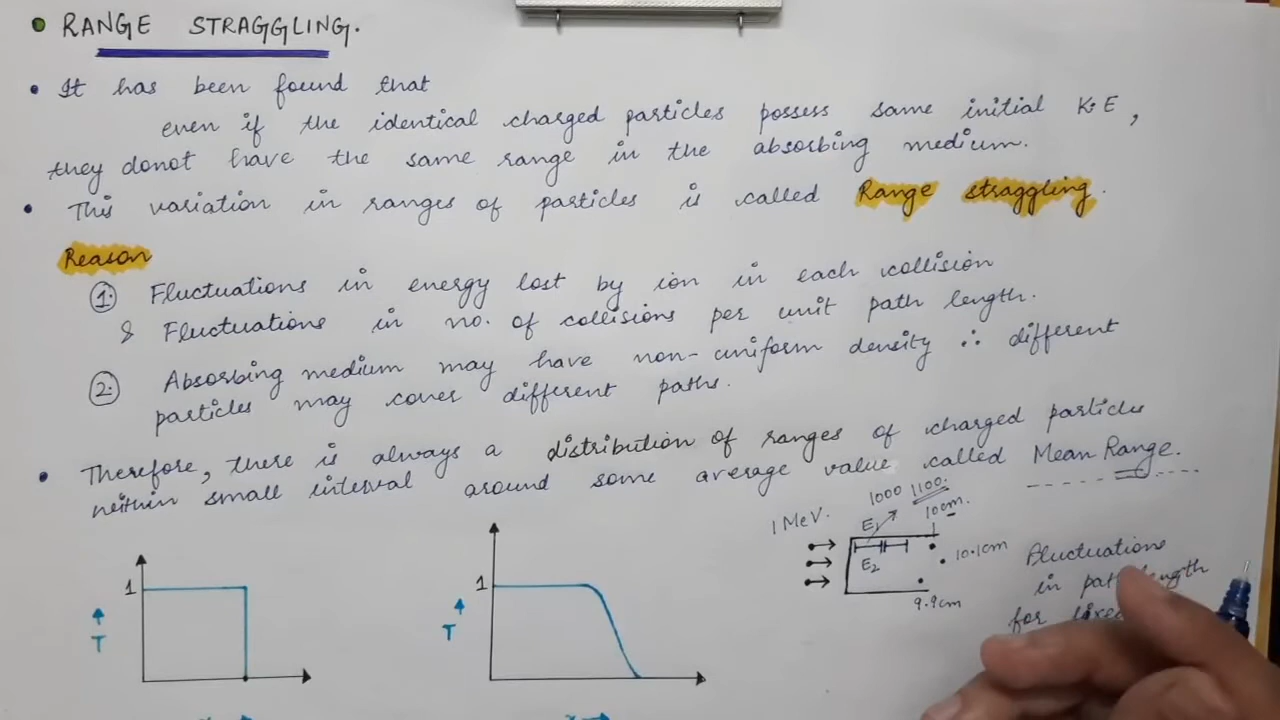 RANGE STRAGGLING.
It has been found that
even if the identical charged particles possess same initial K.E,
they donot have the same range in the absorbing medium.
This variation in ranges of particles is called Range straggling.
Reason
1. Fluctuations in energy lost by ion in each collision
& Fluctuations in no. of collisions per unit path length.
2. Absorbing medium may have non-uniform density ∴ different
particles may cover different paths.
Therefore, there is always a distribution of ranges of charged particles
within small interval around some average value called Mean Range.
1 MeV.
1000 1100.
E1
10cm.
E2
10.1cm
9.9cm
Fluctuations
in path length
for
1
T
1
T